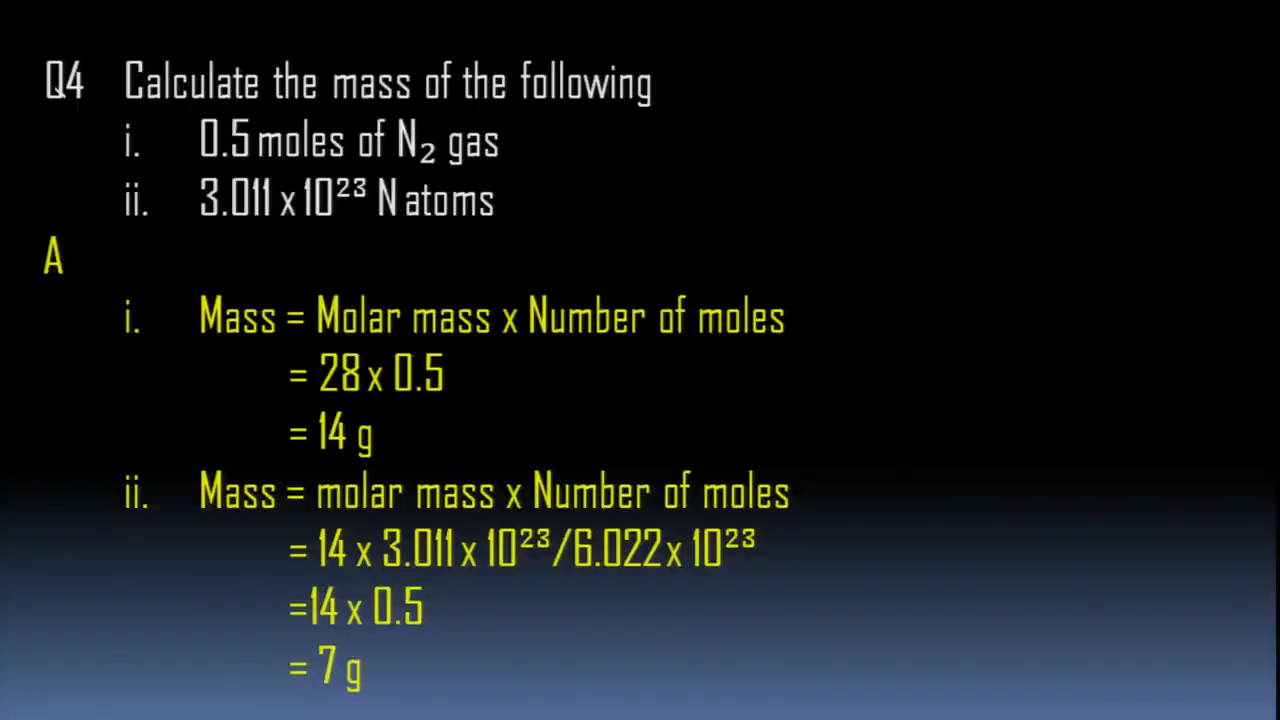 Q4 Calculate the mass of the following
i. 0.5 moles of N₂ gas
ii. 3.011 x 10²³ N atoms
A
i. Mass = Molar mass x Number of moles
= 28 x 0.5
= 14 g
ii. Mass = molar mass x Number of moles
= 14 x 3.011 x 10²³/6.022 x 10²³
=14 x 0.5
= 7 g